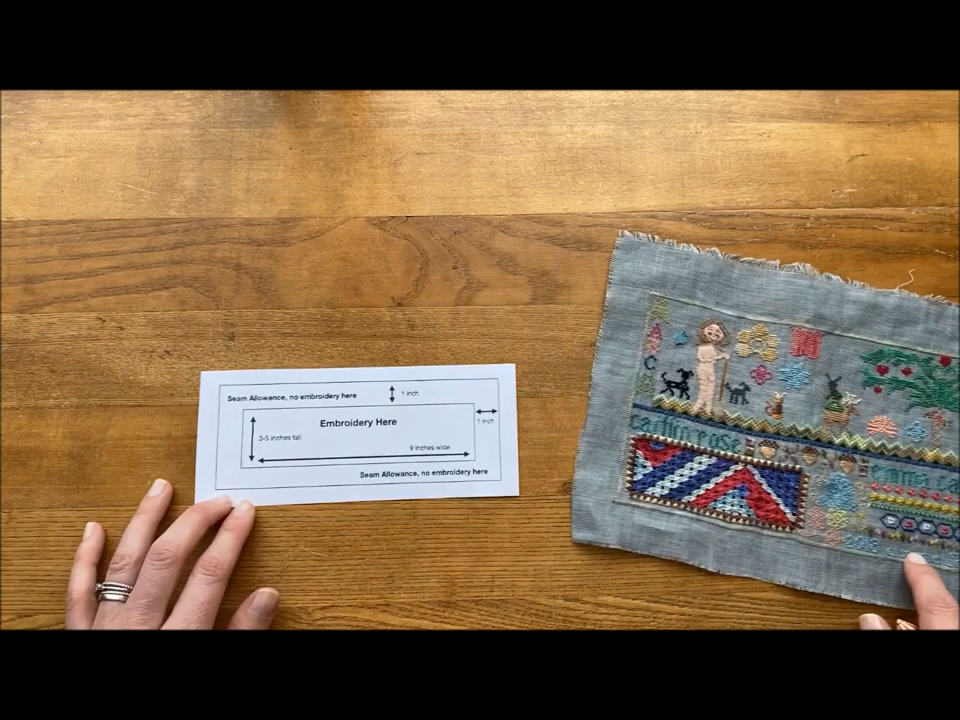 Seam Allowance, no embroidery here
1 inch
1 inch
Embroidery Here
3-5 inches tall
9 inches wide
Seam Allowance, no embroidery here